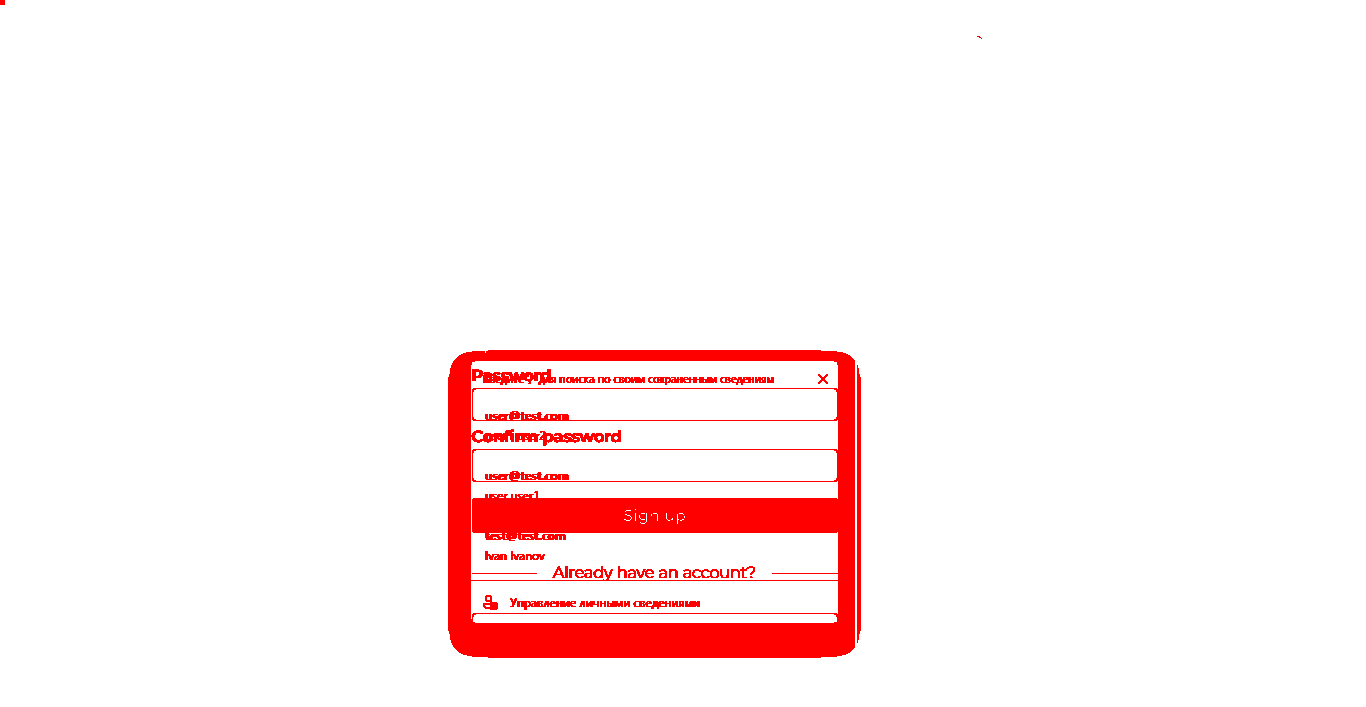 Password
для поиска по своим сохраненным сведениям
user@test.com
Confirm password
user@test.com
user user1
Sign up
test@test.com
Ivan Ivanov
Already have an account?
Управление личными сведениями